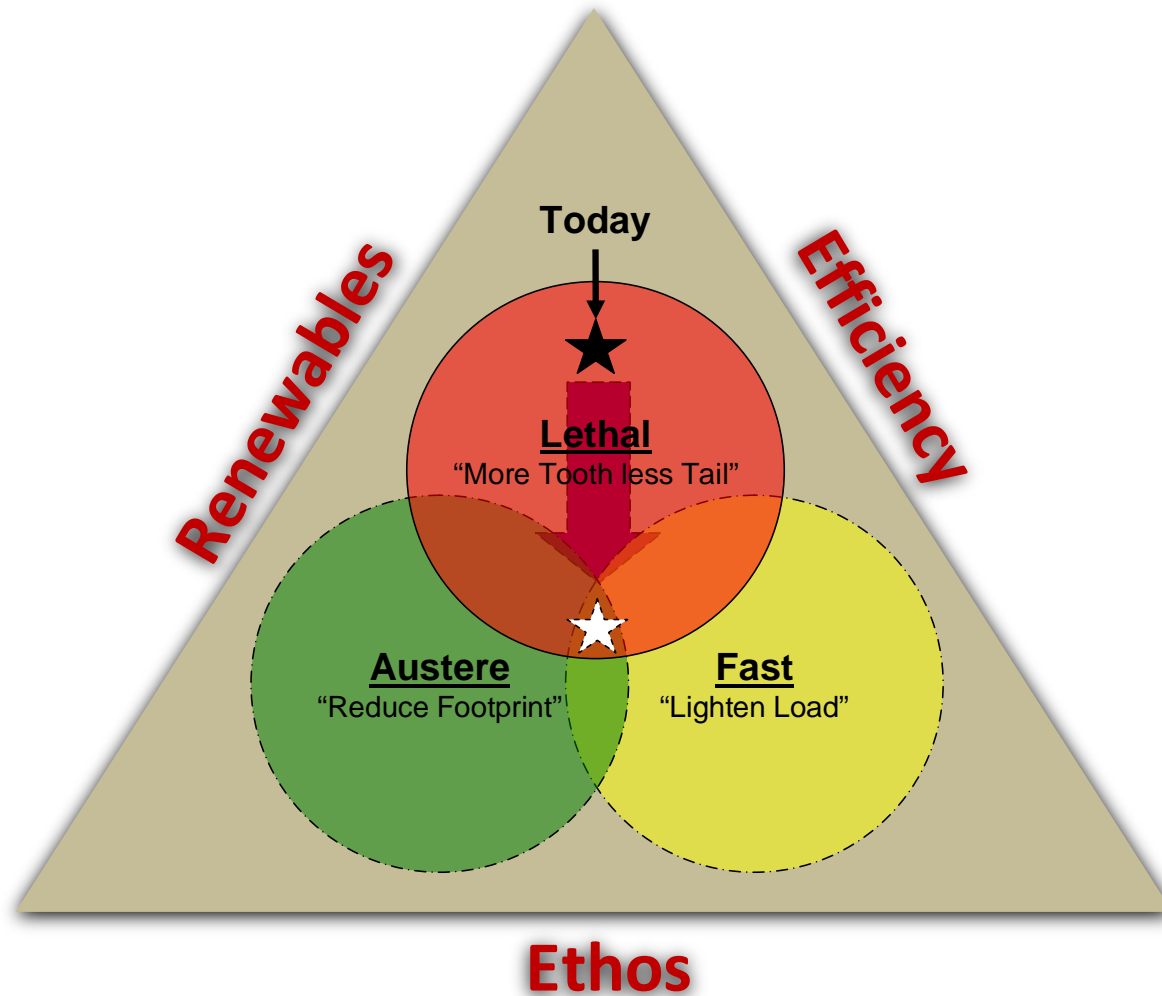 Today
Renewables
Efficiency
Lethal
“More Tooth less Tail”
Austere
“Reduce Footprint”
Fast
“Lighten Load”
Ethos